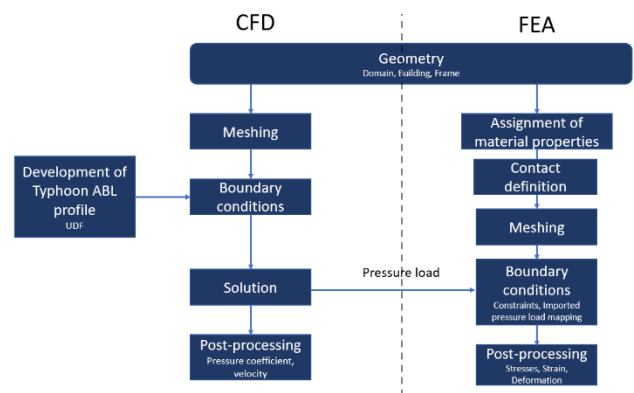 CFD
FEA
Geometry
Domain, Building, Frame
Meshing
Assignment of
material properties
Development of
Typhoon ABL
profile
UDF
Boundary
conditions
Contact
definition
Meshing
Solution
Pressure load
Boundary
conditions
Constraints, Imported
pressure load mapping
Post-processing
Pressure coefficient,
velocity
Post-processing
Stresses, Strain,
Deformation